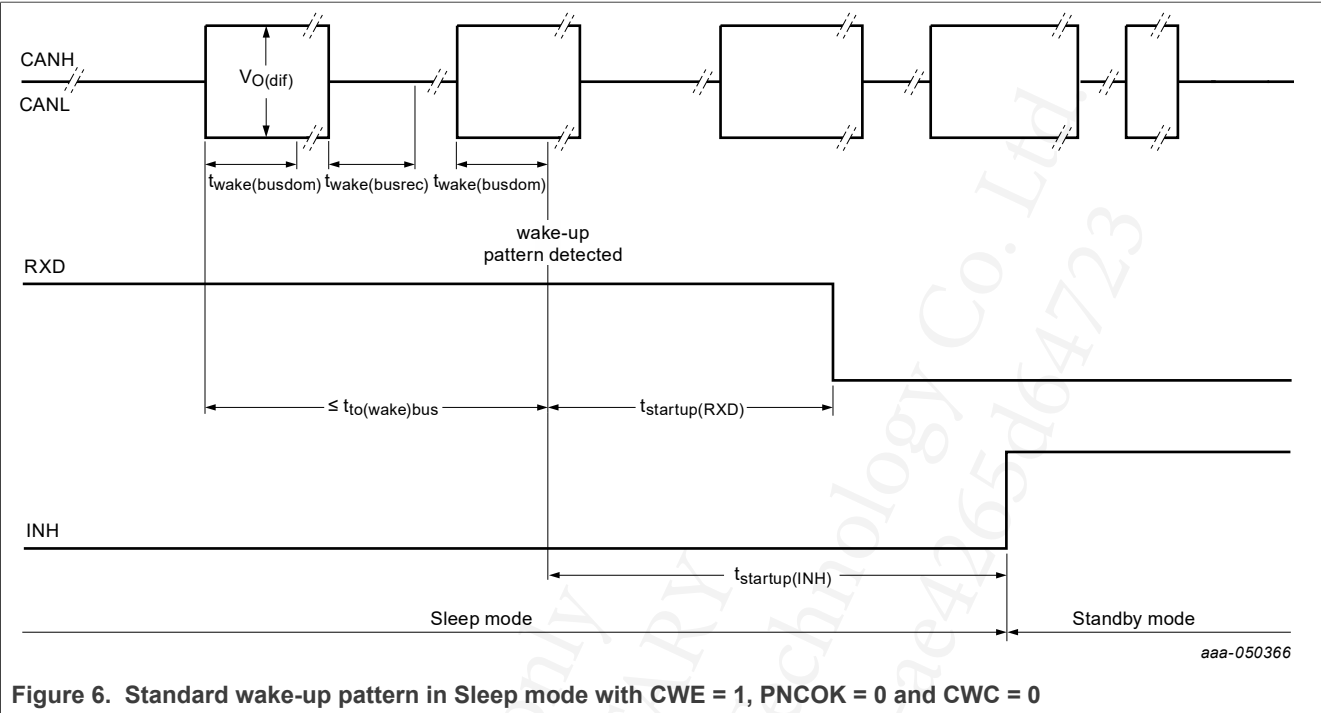 CANH
CANL
VO(dif)
twake(busdom) twake(busrec) twake(busdom)
wake-up
pattern detected
RXD
≤ tto(wake)bus
tstartup(RXD)
INH
tstartup(INH)
Sleep mode
Standby mode
aaa-050366
Figure 6. Standard wake-up pattern in Sleep mode with CWE = 1, PNCOK = 0 and CWC = 0